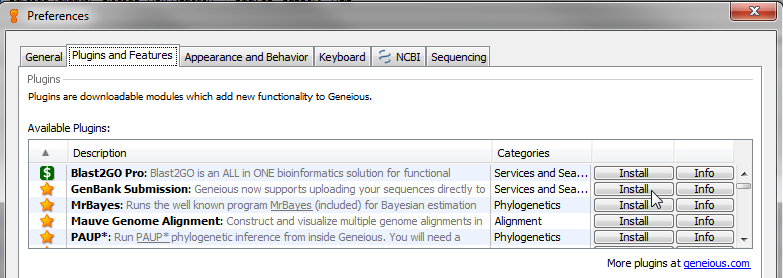 Preferences
General Plugins and Features Appearance and Behavior Keyboard NCBI Sequencing
Plugins
Plugins are downloadable modules which add new functionality to Geneious.
Available Plugins:
Description Categories
$ Blast2GO Pro: Blast2GO is an ALL in ONE bioinformatics solution for functional Services and Sea... Install Info
GenBank Submission: Geneious now supports uploading your sequences directly to Services and Sea... Install Info
MrBayes: Runs the well known program MrBayes (included) for Bayesian estimation Phylogenetics Install Info
Mauve Genome Alignment: Construct and visualize multiple genome alignments in Alignment Install Info
PAUP*: Run PAUP* phylogenetic inference from inside Geneious. You will need a Phylogenetics Install Info
More plugins at geneious.com